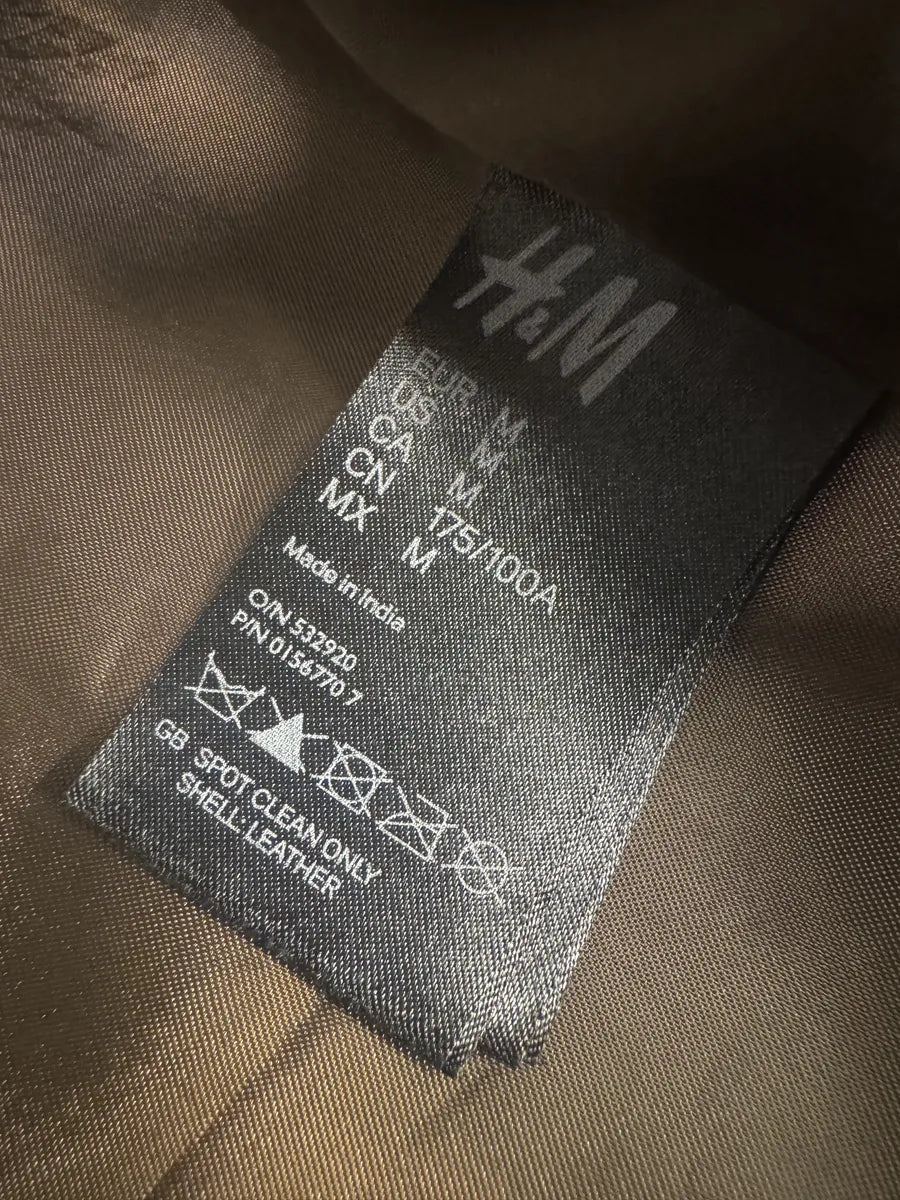 H&M
EUR M
US M
CA M
CN 175/100A
MX M
Made in India
O/N 532920
P/N 0156770 7
GB SPOT CLEAN ONLY
SHELL: LEATHER